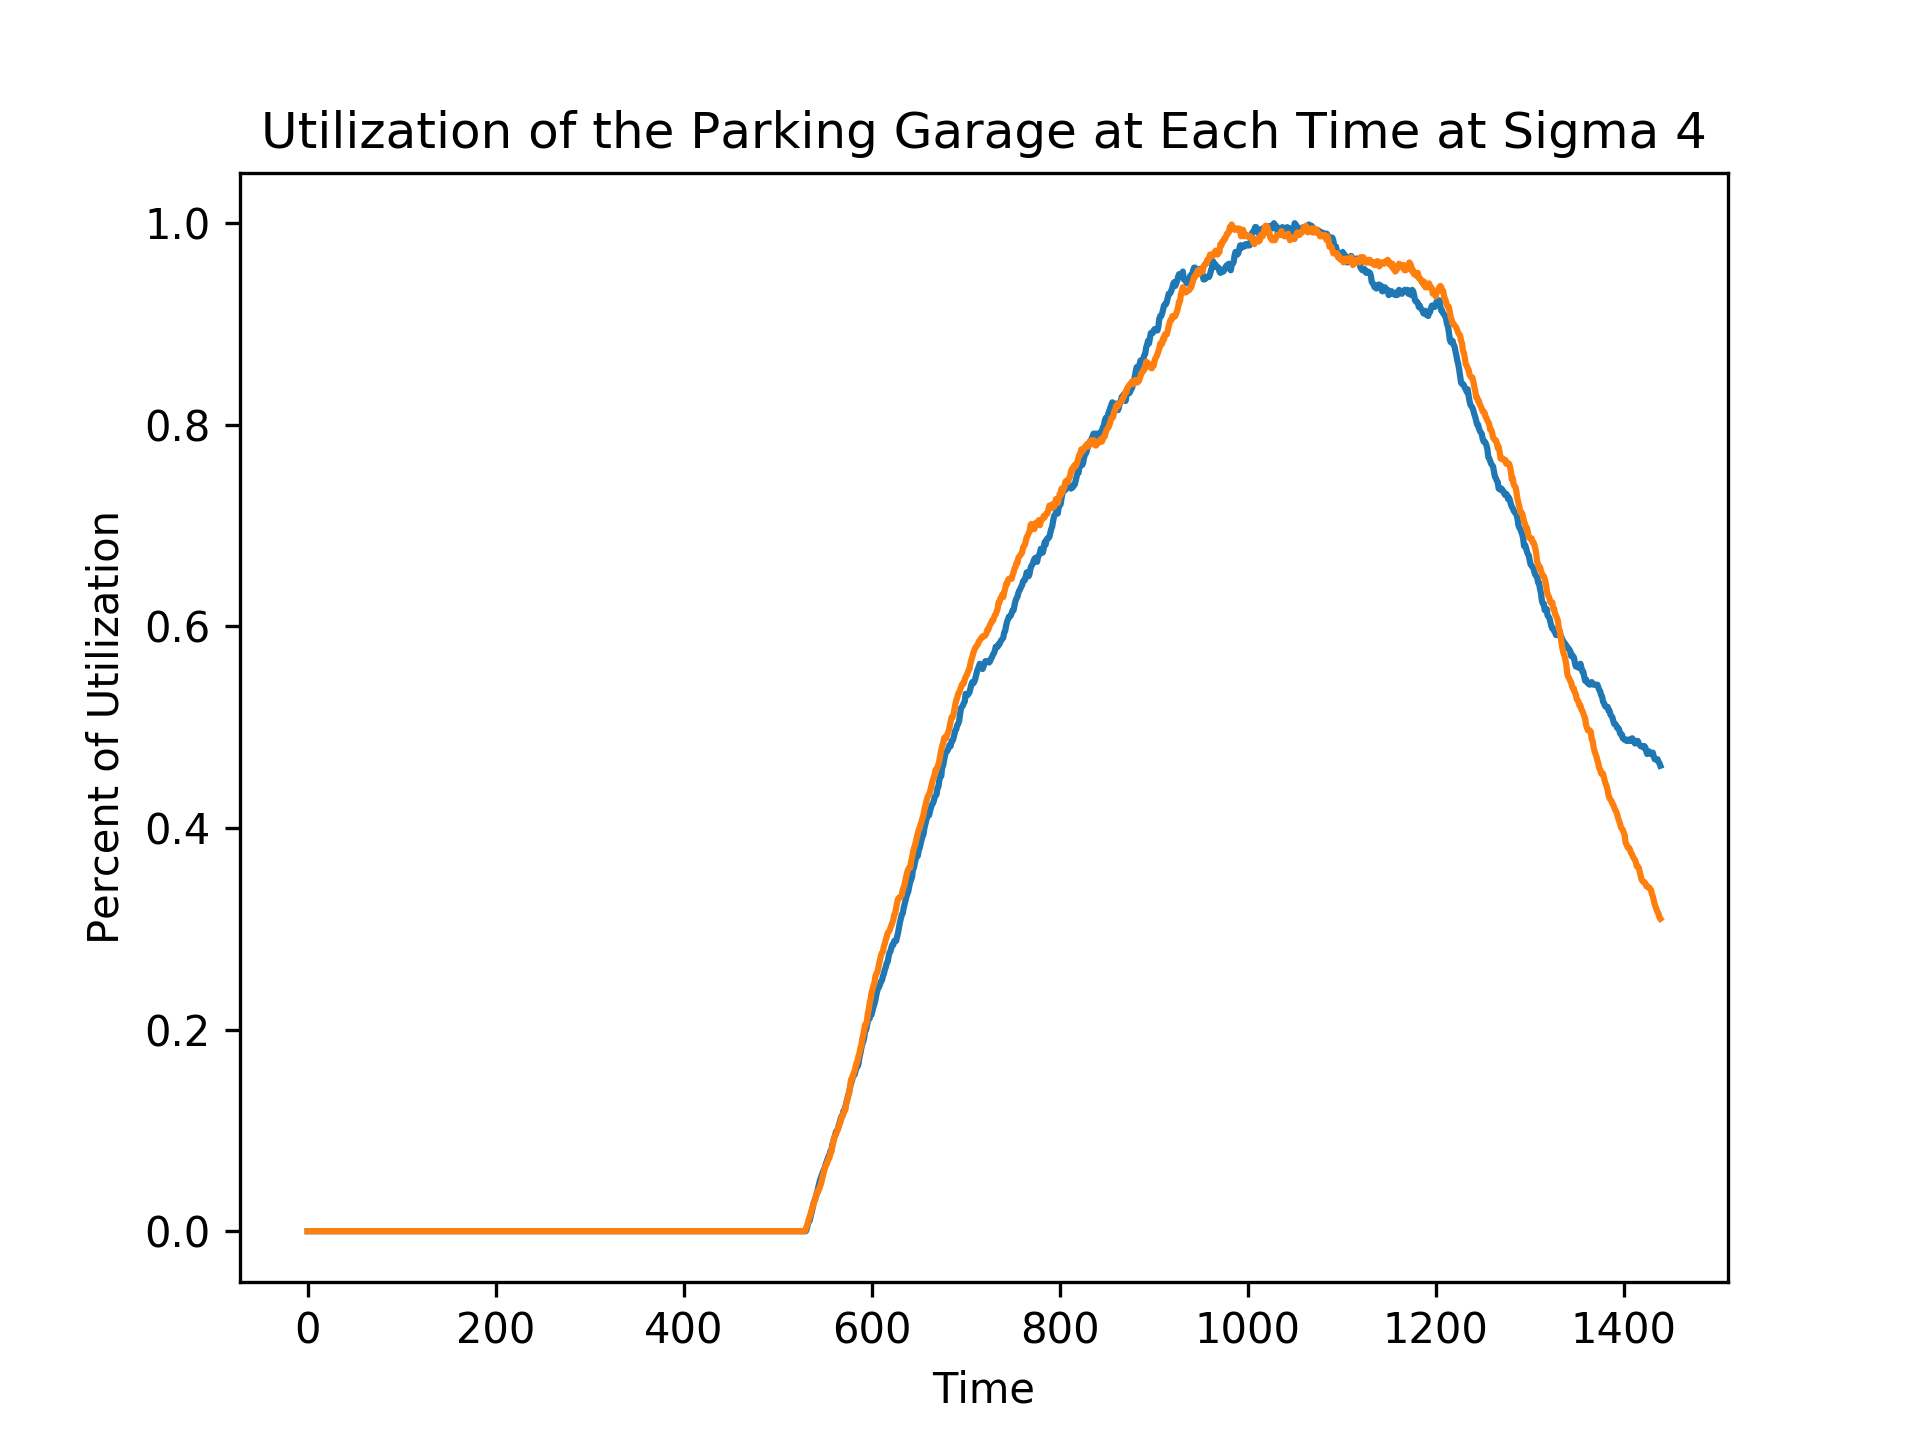 Utilization of the Parking Garage at Each Time at Sigma 4
Percent of Utilization
1.0
0.8
0.6
0.4
0.2
0.0
0 200 400 600 800 1000 1200 1400
Time